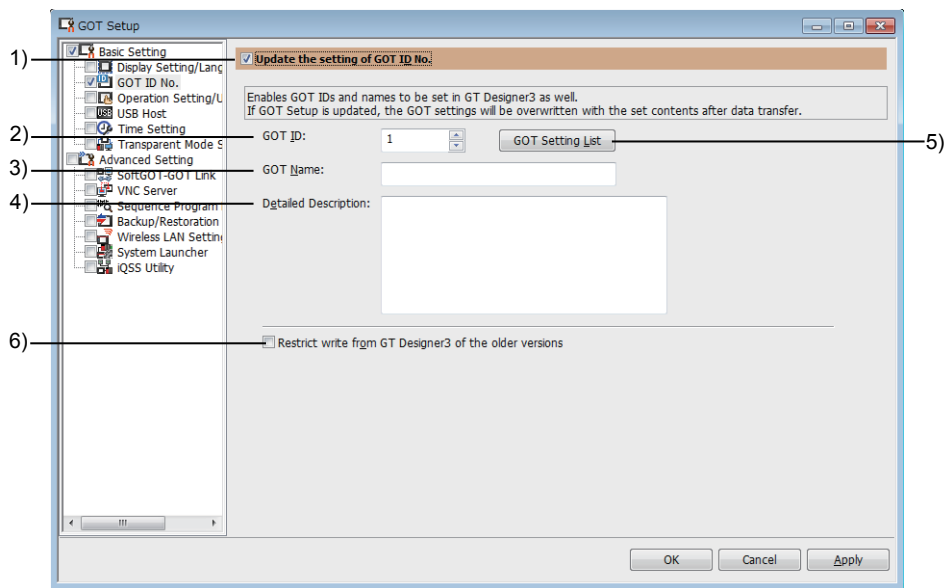 GOT Setup
1)
Basic Setting
Display Setting/Lang
GOT ID No.
Operation Setting/U
USB Host
Time Setting
Transparent Mode S
Advanced Setting
SoftGOT-GOT Link
VNC Server
Sequence Program
Backup/Restoration
Wireless LAN Settin
System Launcher
iQSS Utility
Update the setting of GOT ID No.
Enables GOT IDs and names to be set in GT Designer3 as well.
If GOT Setup is updated, the GOT settings will be overwritten with the set contents after data transfer.
2) GOT ID: 1 GOT Setting List 5)
3) GOT Name:
4) Detailed Description:
6) Restrict write from GT Designer3 of the older versions
OK Cancel Apply